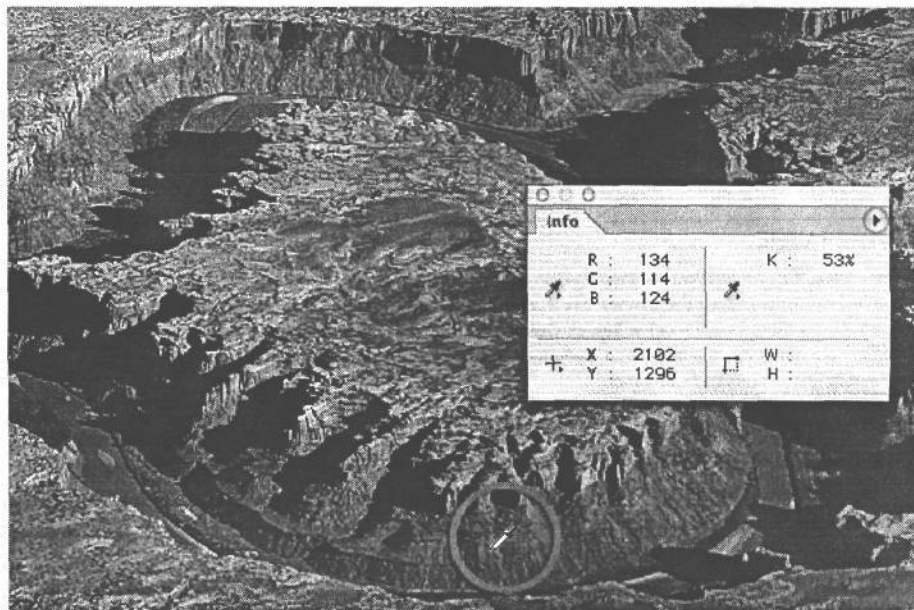 Info
R : 134
G : 114
B : 124
K : 53%
X : 2102
Y : 1296
W :
H :